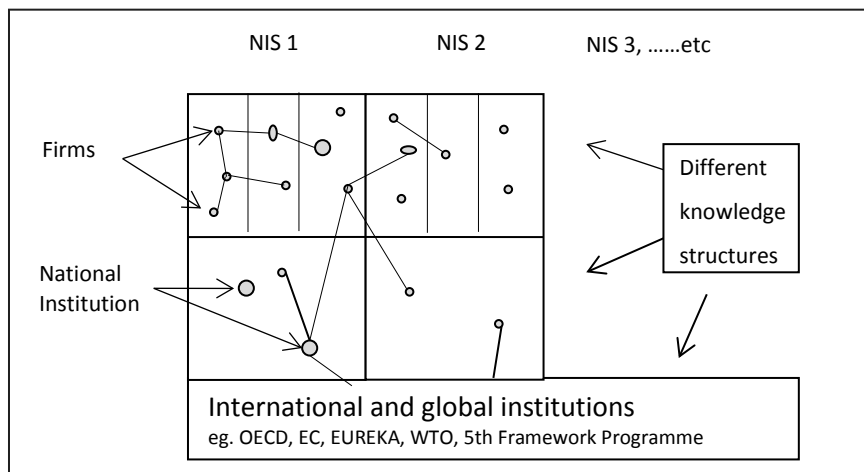 NIS 1
NIS 2
NIS 3, ……etc
Firms
National
Institution
Different
knowledge
structures
International and global institutions
eg. OECD, EC, EUREKA, WTO, 5th Framework Programme